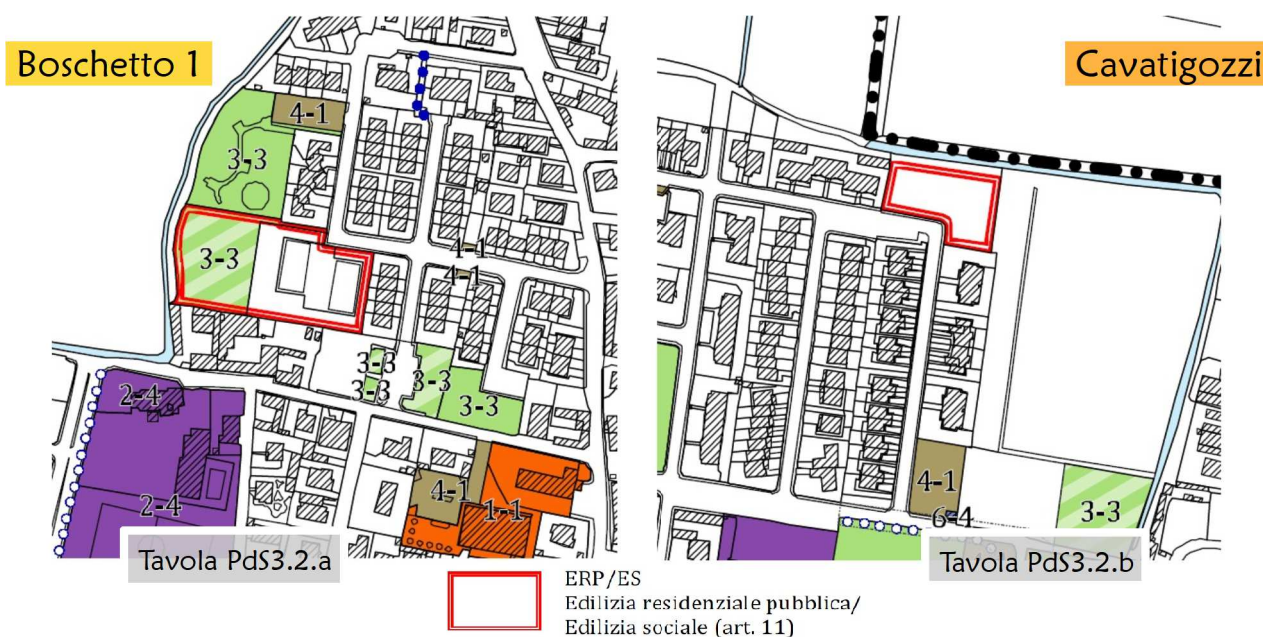 Boschetto 1
Cavatigozzi
4-1
3-3
3-3
4-1
4-1
3-3
3-3
3-3
3-3
2-4
2-4
4-1
1-1
4-1
6-4
3-3
Tavola PdS3.2.a
Tavola PdS3.2.b
ERP/ES
Edilizia residenziale pubblica/
Edilizia sociale (art. 11)